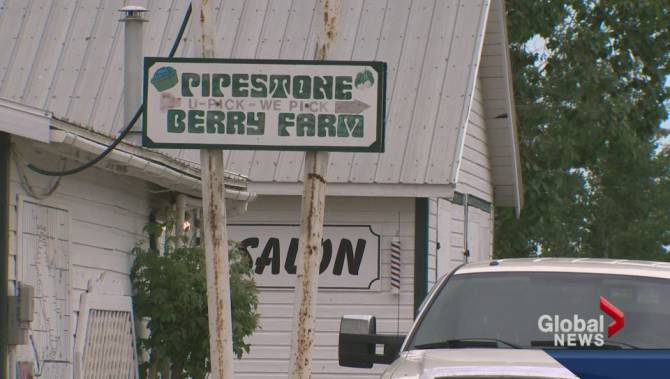 PIPESTONE
U-PICK - WE PICK
BERRY FARM
SALON
Global
NEWS